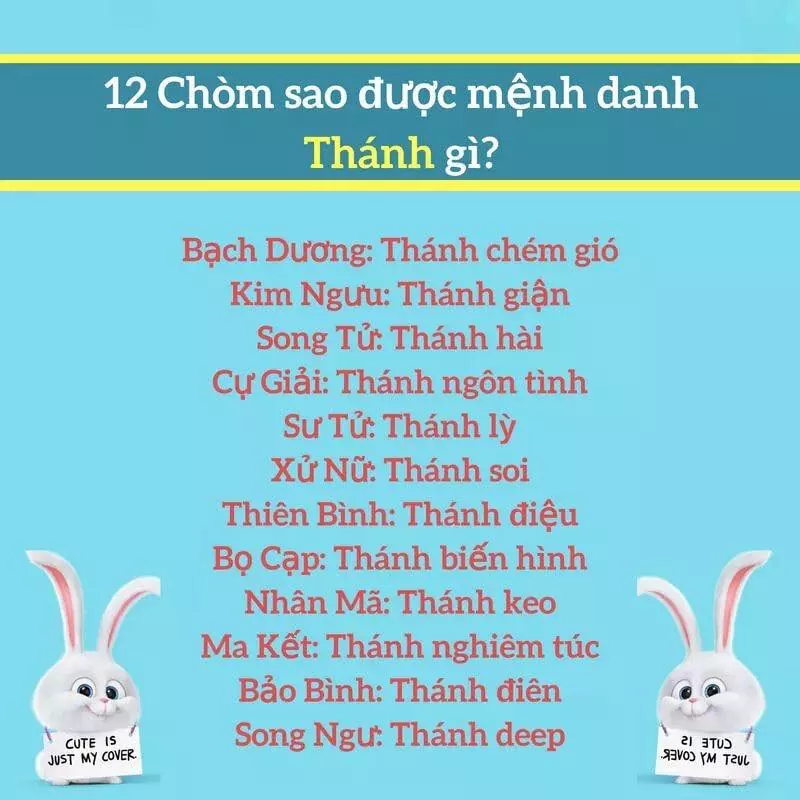 12 Chòm sao được mệnh danh
Thánh gì?
Bạch Dương: Thánh chém gió
Kim Ngưu: Thánh giận
Song Tử: Thánh hài
Cự Giải: Thánh ngôn tình
Sư Tử: Thánh lỳ
Xử Nữ: Thánh soi
Thiên Bình: Thánh điệu
Bọ Cạp: Thánh biến hình
Nhân Mã: Thánh keo
Ma Kết: Thánh nghiêm túc
Bảo Bình: Thánh điên
Song Ngư: Thánh deep
CUTE IS
JUST MY COVER.
CUTE IS
JUST MY COVER.